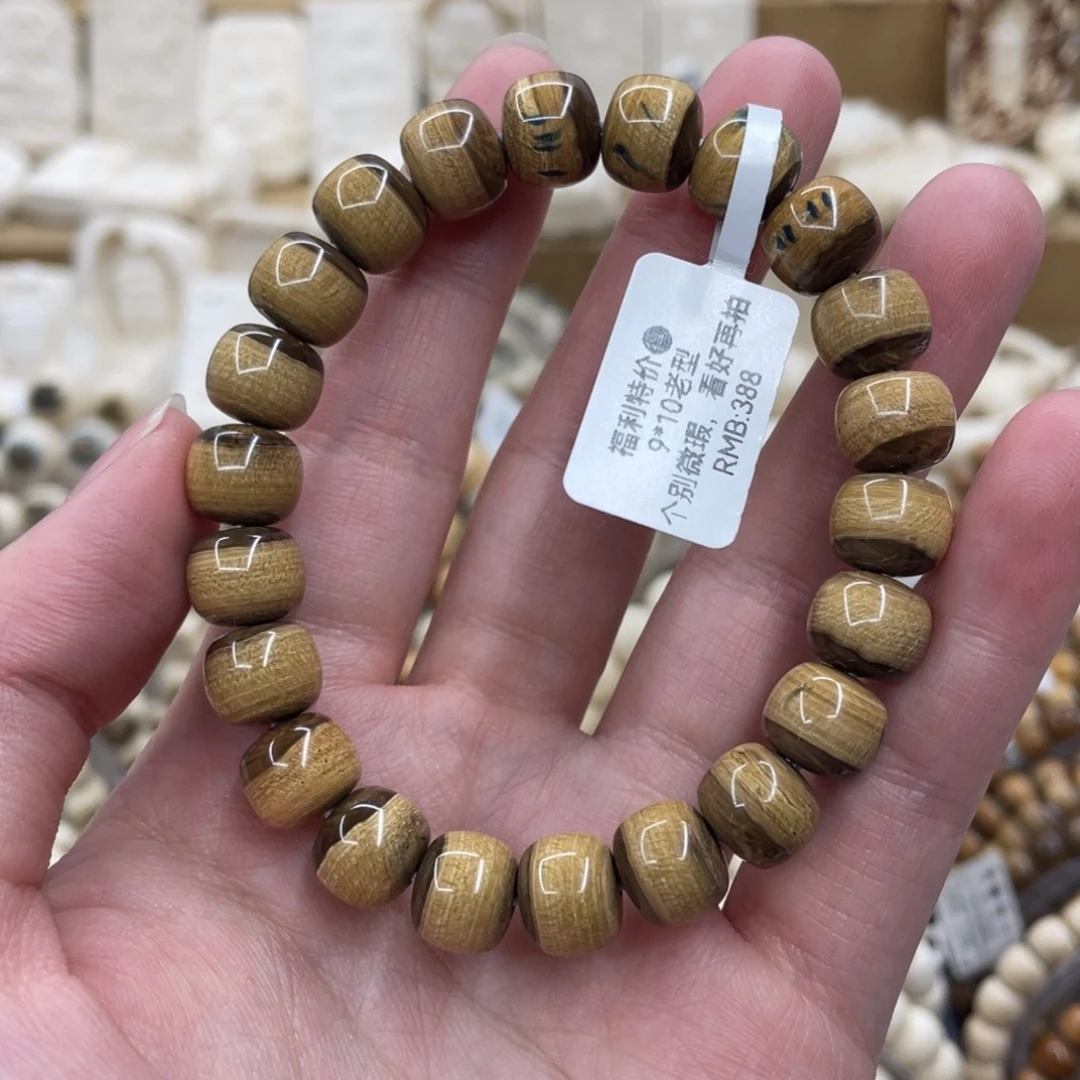 福利特价
9*10老型
个别微瑕，看好再拍
RMB:388